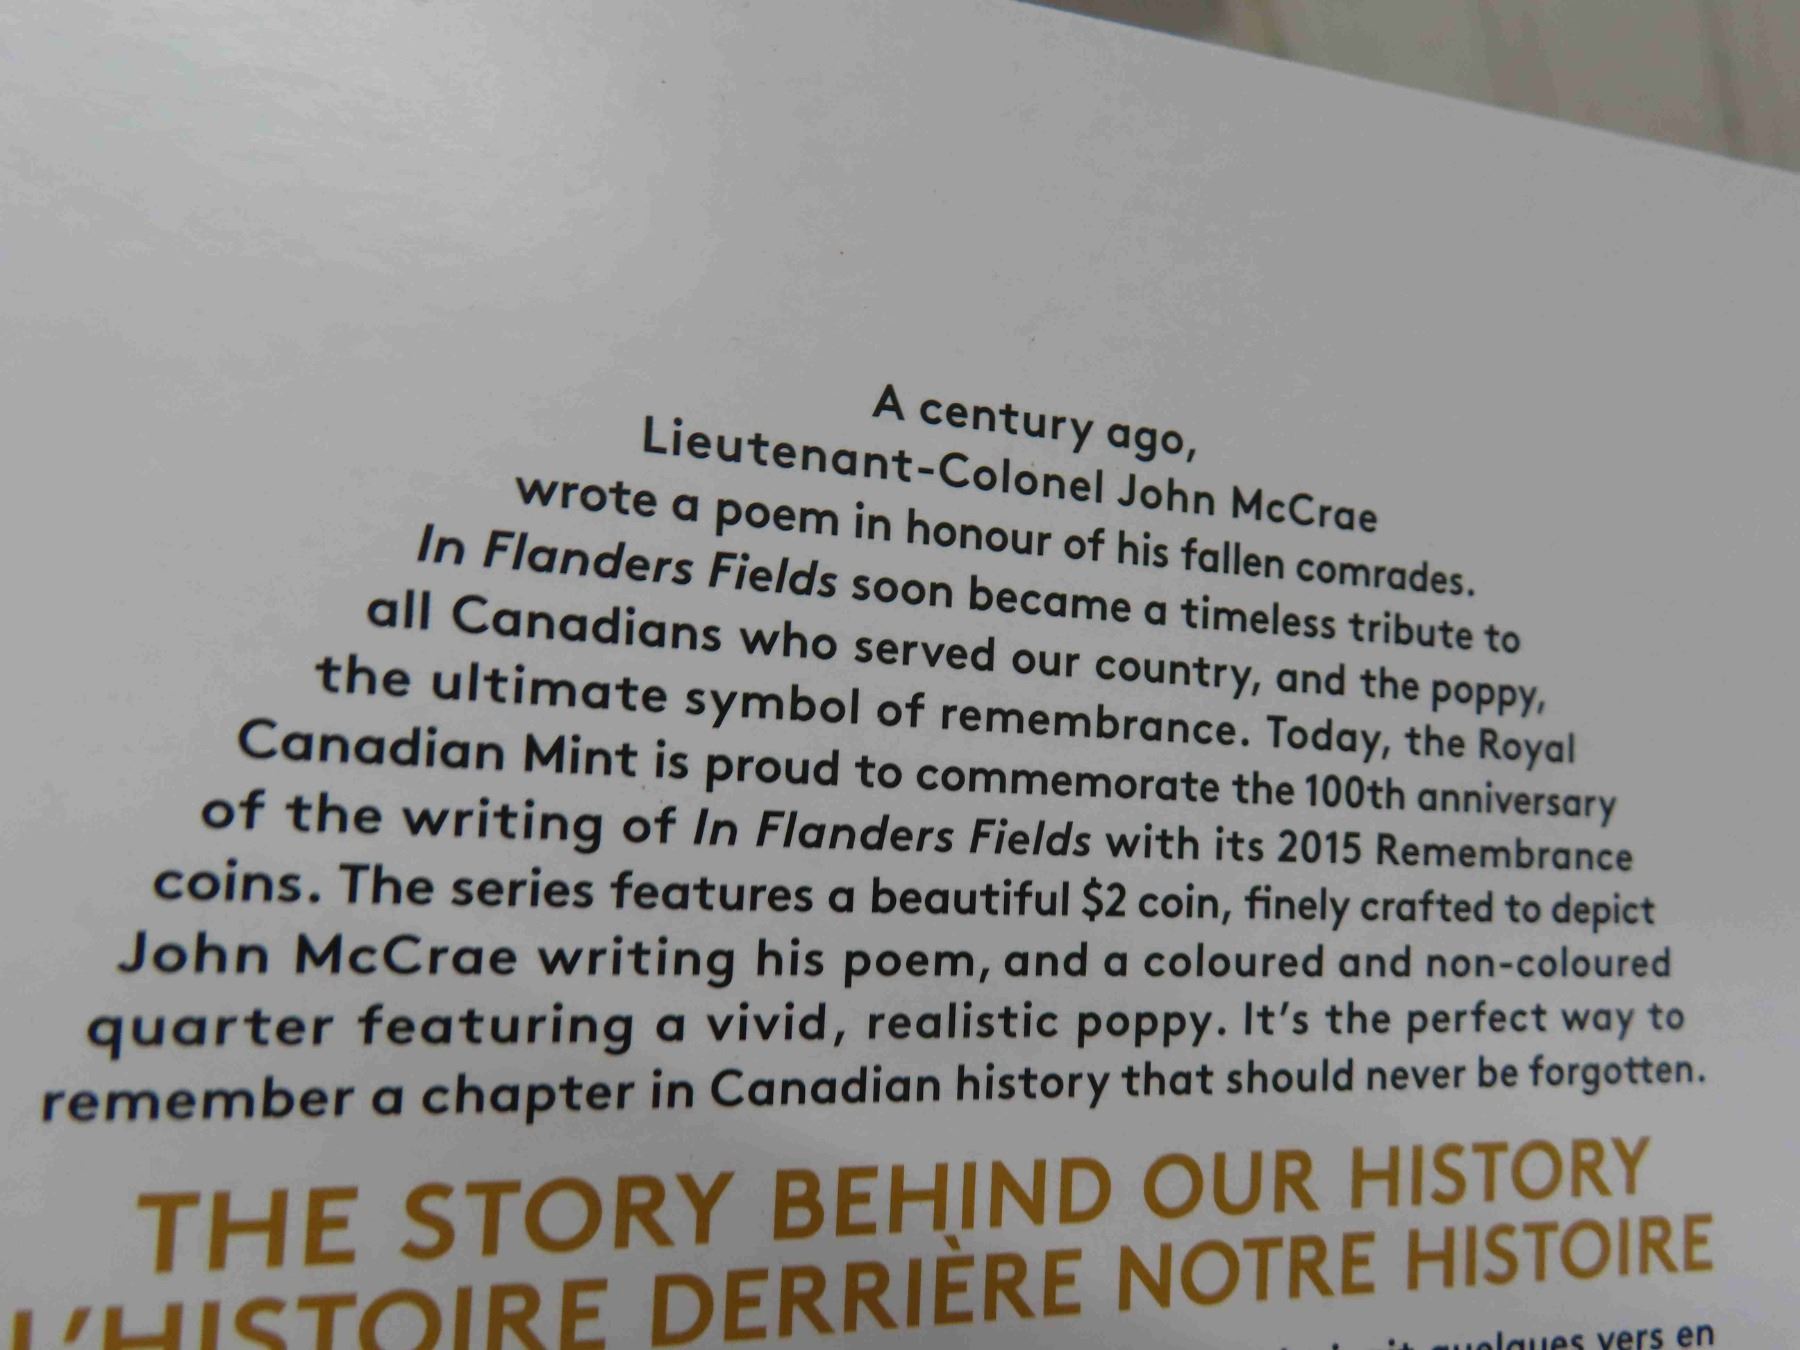 A century ago,
Lieutenant-Colonel John McCrae
wrote a poem in honour of his fallen comrades.
In Flanders Fields soon became a timeless tribute to
all Canadians who served our country, and the poppy,
the ultimate symbol of remembrance. Today, the Royal
Canadian Mint is proud to commemorate the 100th anniversary
of the writing of In Flanders Fields with its 2015 Remembrance
coins. The series features a beautiful $2 coin, finely crafted to depict
John McCrae writing his poem, and a coloured and non-coloured
quarter featuring a vivid, realistic poppy. It's the perfect way to
remember a chapter in Canadian history that should never be forgotten.
THE STORY BEHIND OUR HISTORY
L'HISTOIRE DERRIÈRE NOTRE HISTOIRE
quelques vers en